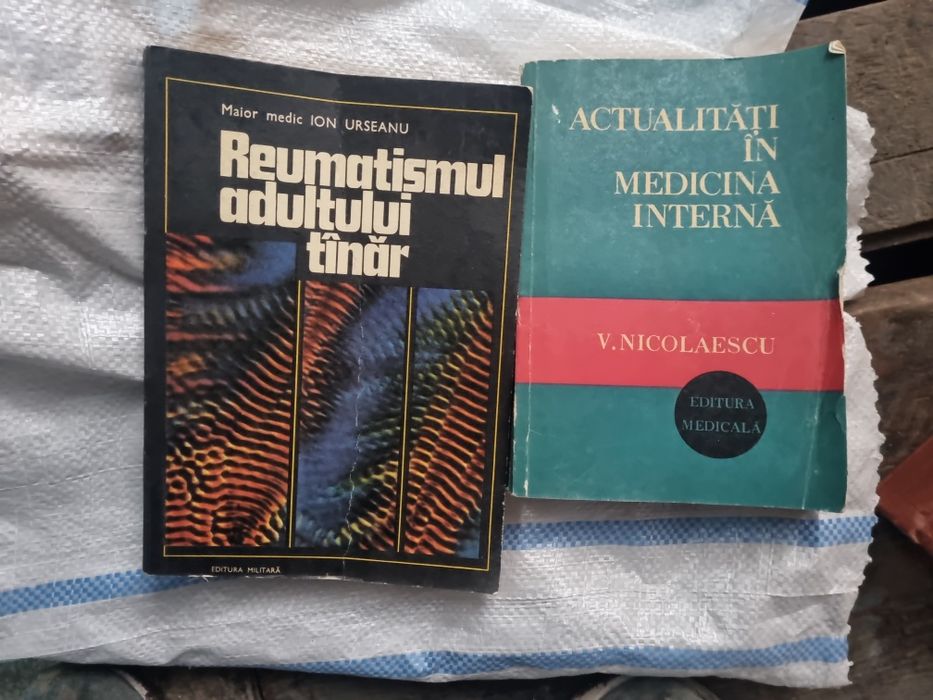 Maior medic ION URSEANU
Reumatismul
adultului
tînăr
EDITURA MILITARĂ
ACTUALITĂȚI
ÎN
MEDICINA
INTERNĂ
V. NICOLAESCU
EDITURA
MEDICALĂ